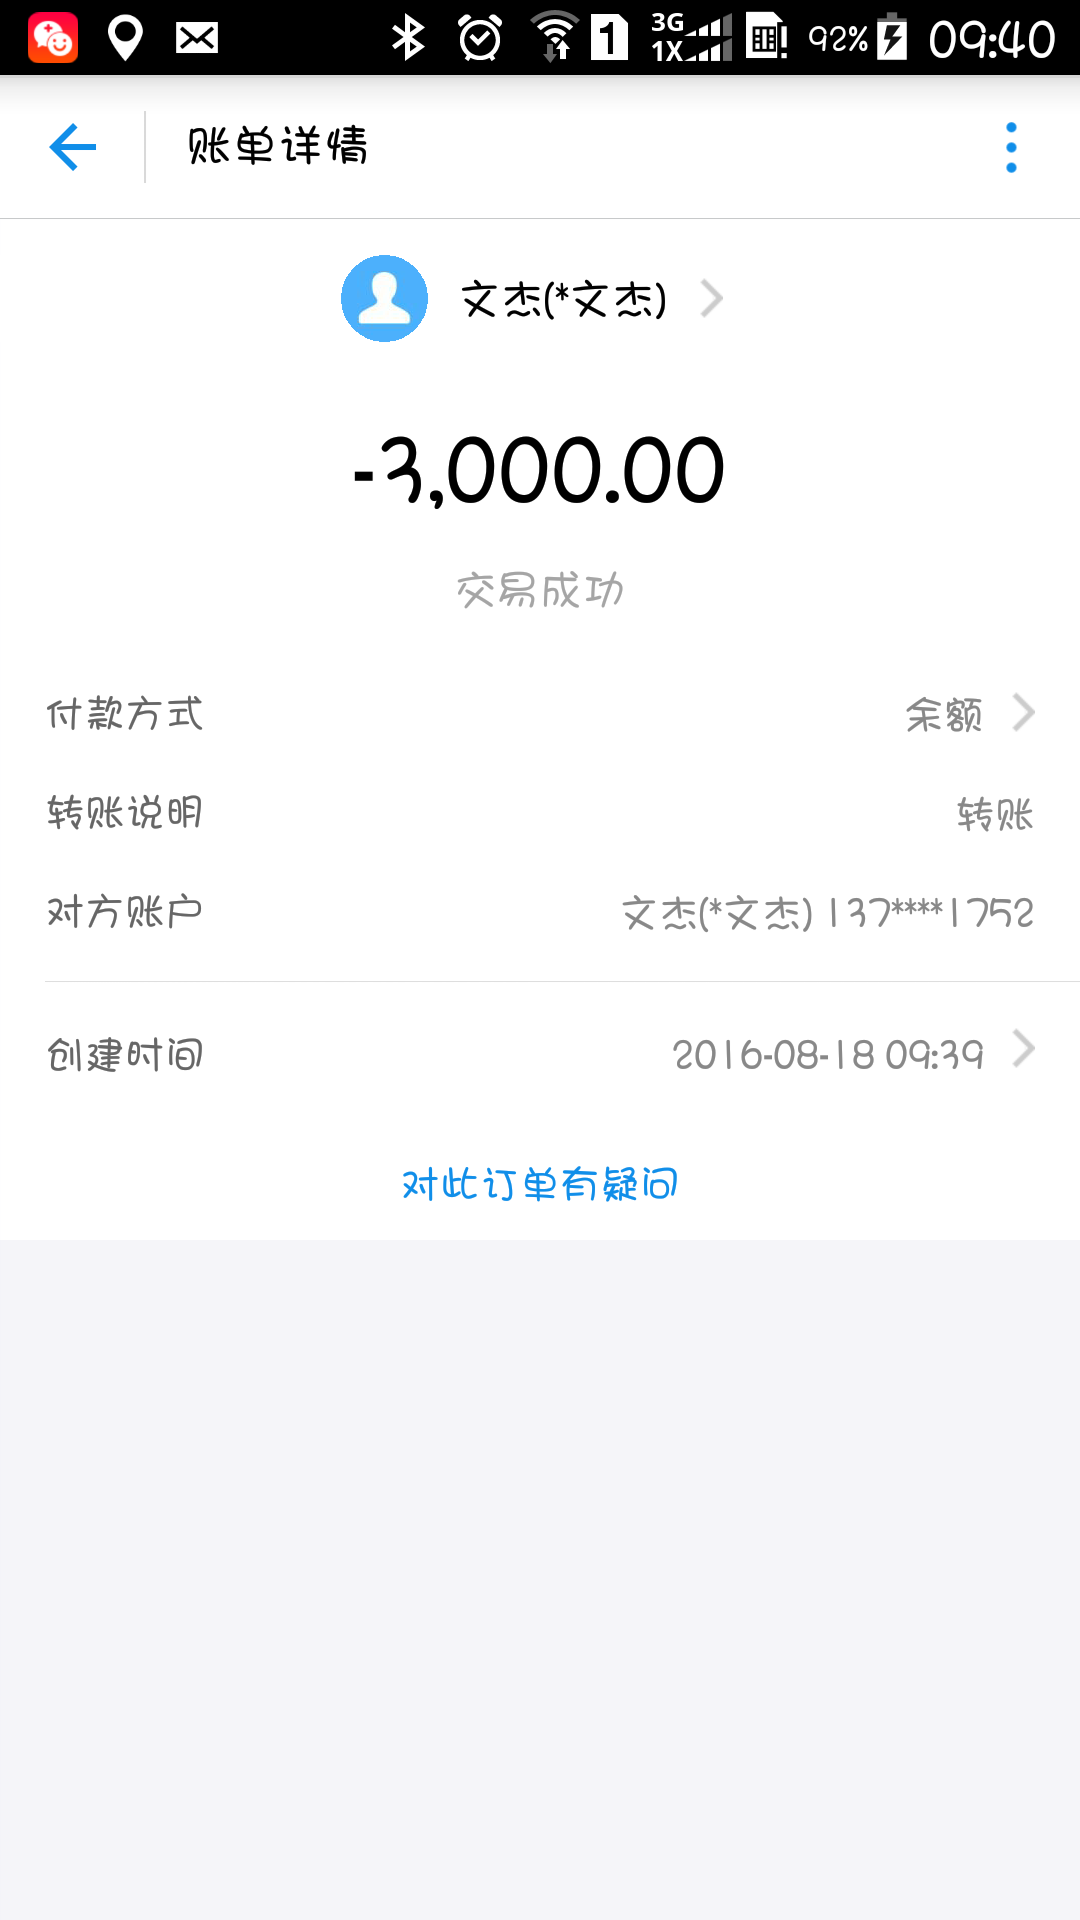 1 3G 1X 92% 09:40
账单详情
文杰(*文杰)
-3,000.00
交易成功
付款方式 余额
转账说明 转账
对方账户 文杰(*文杰) 137****1752
创建时间 2016-08-18 09:39
对此订单有疑问